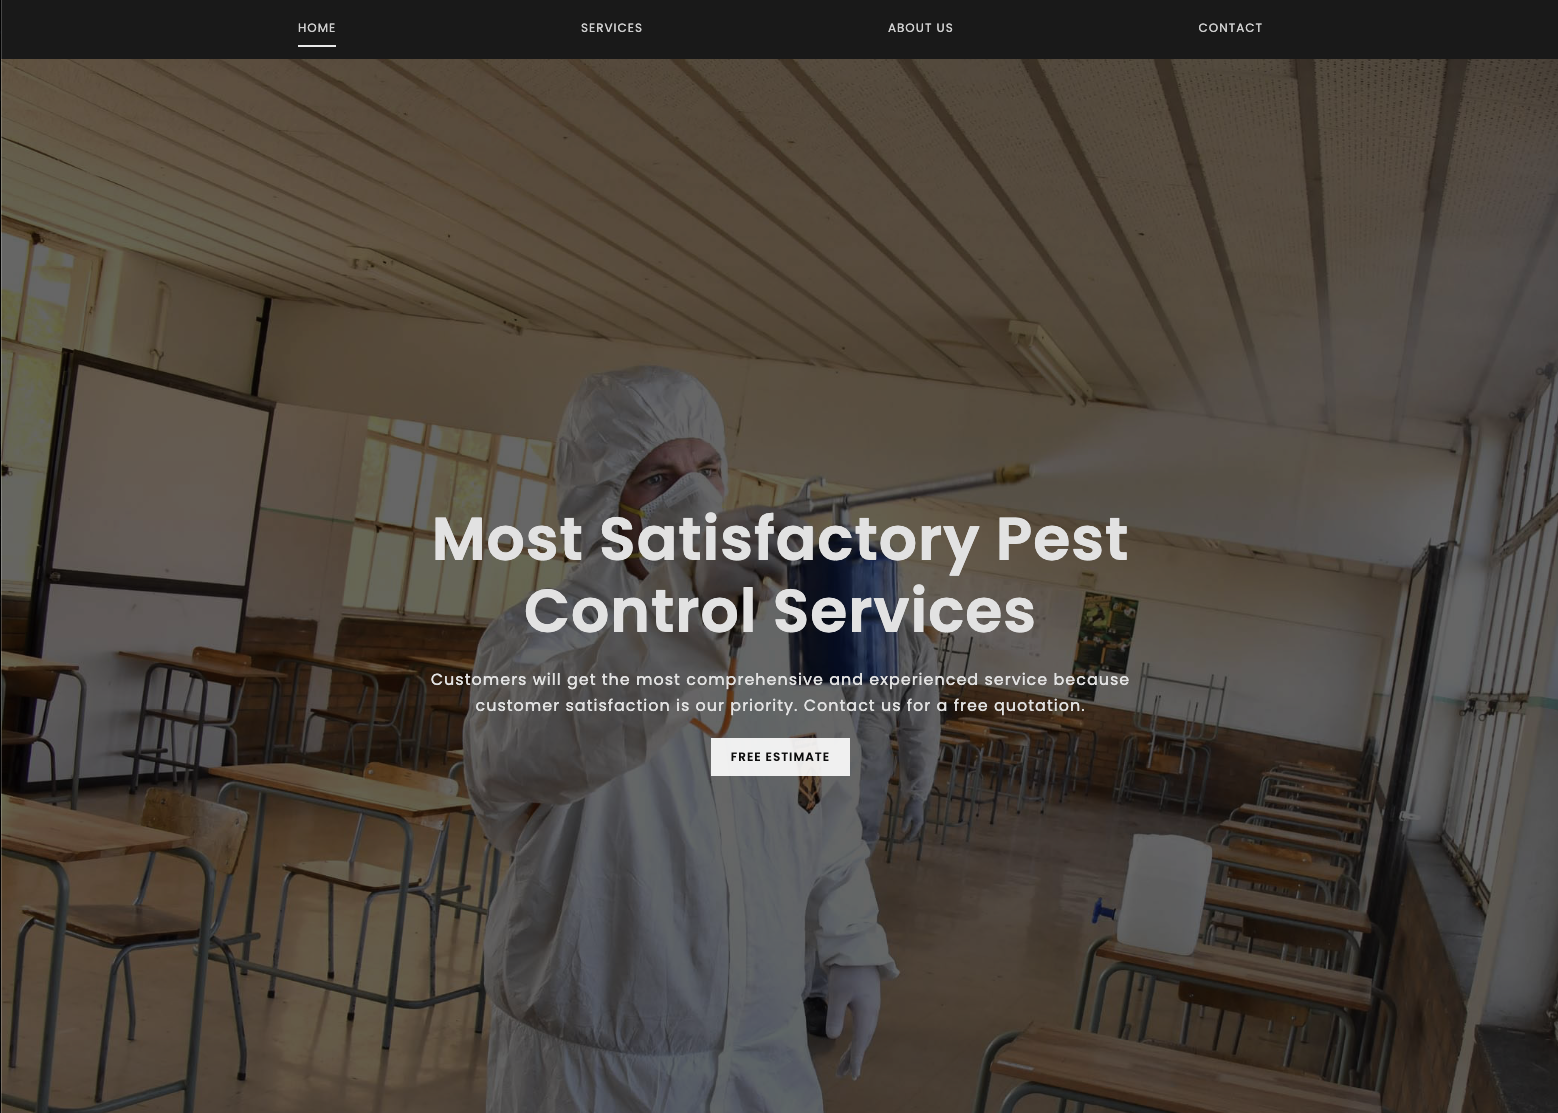 HOME
SERVICES
ABOUT US
CONTACT
Most Satisfactory Pest
Control Services
Customers will get the most comprehensive and experienced service because
customer satisfaction is our priority. Contact us for a free quotation.
FREE ESTIMATE